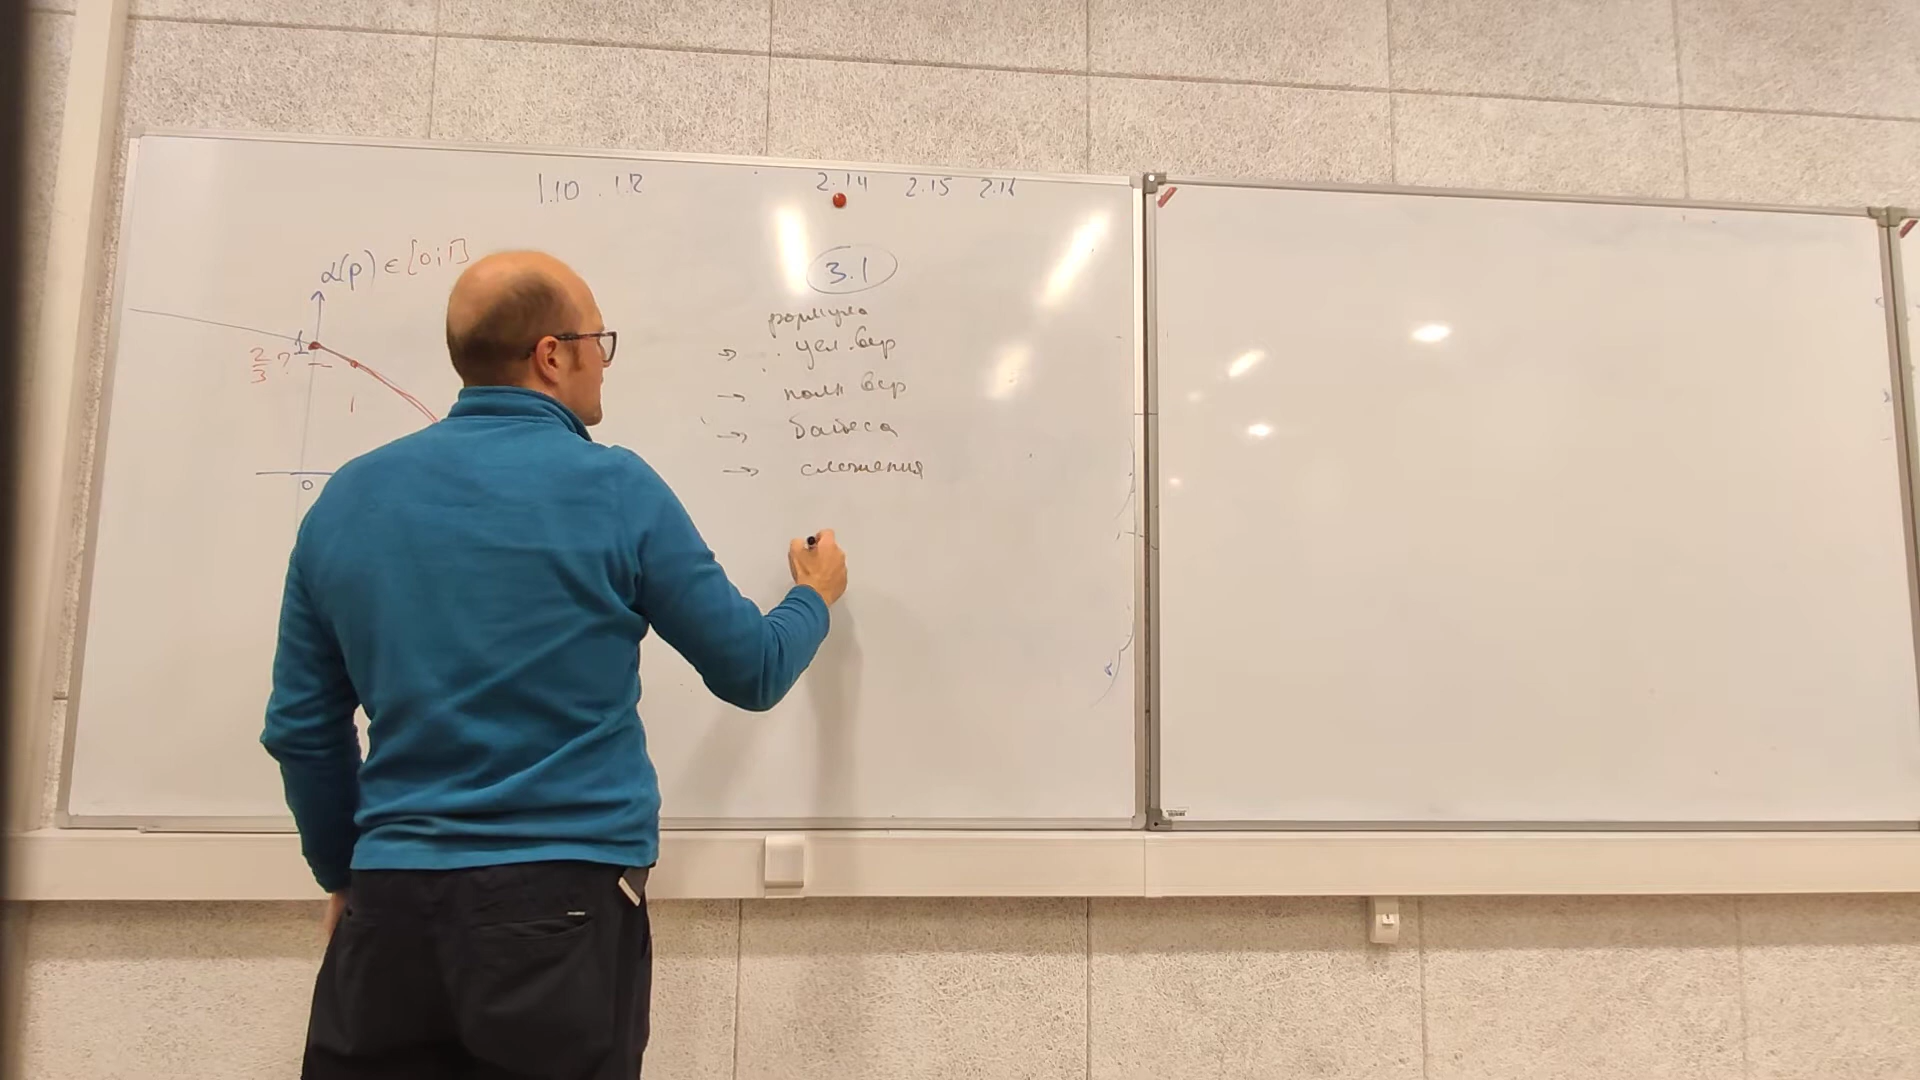 1.10 . 1.12
2.14 2.15 2.16
α(p) ∈ [0;1]
1
2/3 ?
0
3.1
формула
→ усл. вер
→ полн вер
→ Байеса
→ сложения